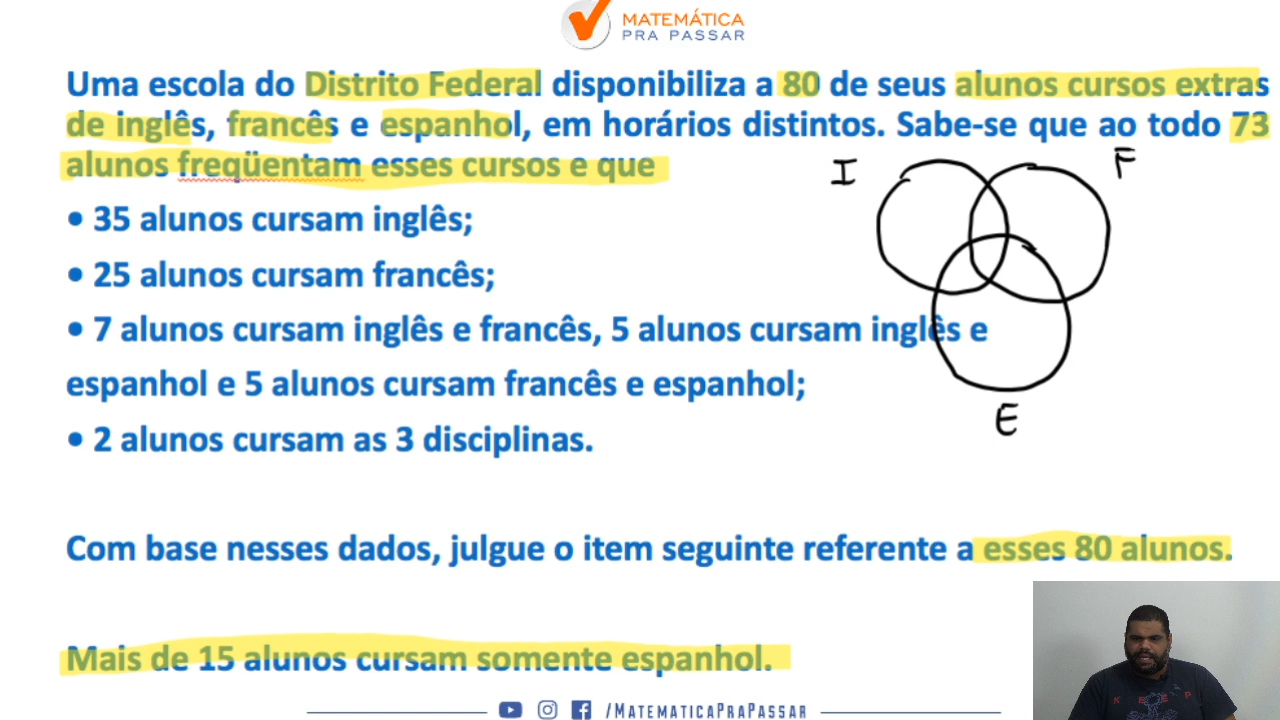 MATEMÁTICA
PRA PASSAR
Uma escola do Distrito Federal disponibiliza a 80 de seus alunos cursos extras
de inglês, francês e espanhol, em horários distintos. Sabe-se que ao todo 73
alunos freqüentam esses cursos e que
I
F
• 35 alunos cursam inglês;
• 25 alunos cursam francês;
• 7 alunos cursam inglês e francês, 5 alunos cursam inglês e
espanhol e 5 alunos cursam francês e espanhol;
E
• 2 alunos cursam as 3 disciplinas.
Com base nesses dados, julgue o item seguinte referente a esses 80 alunos.
Mais de 15 alunos cursam somente espanhol.
KEEP
/MATEMATICAPRAPASSAR